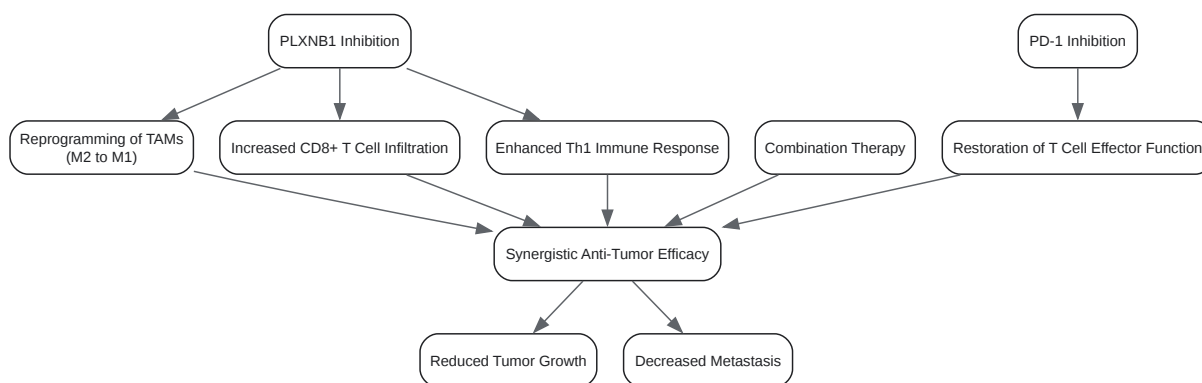 PLXNB1 Inhibition
PD-1 Inhibition
Reprogramming of TAMs
(M2 to M1)
Increased CD8+ T Cell Infiltration
Enhanced Th1 Immune Response
Combination Therapy
Restoration of T Cell Effector Function
Synergistic Anti-Tumor Efficacy
Reduced Tumor Growth
Decreased Metastasis